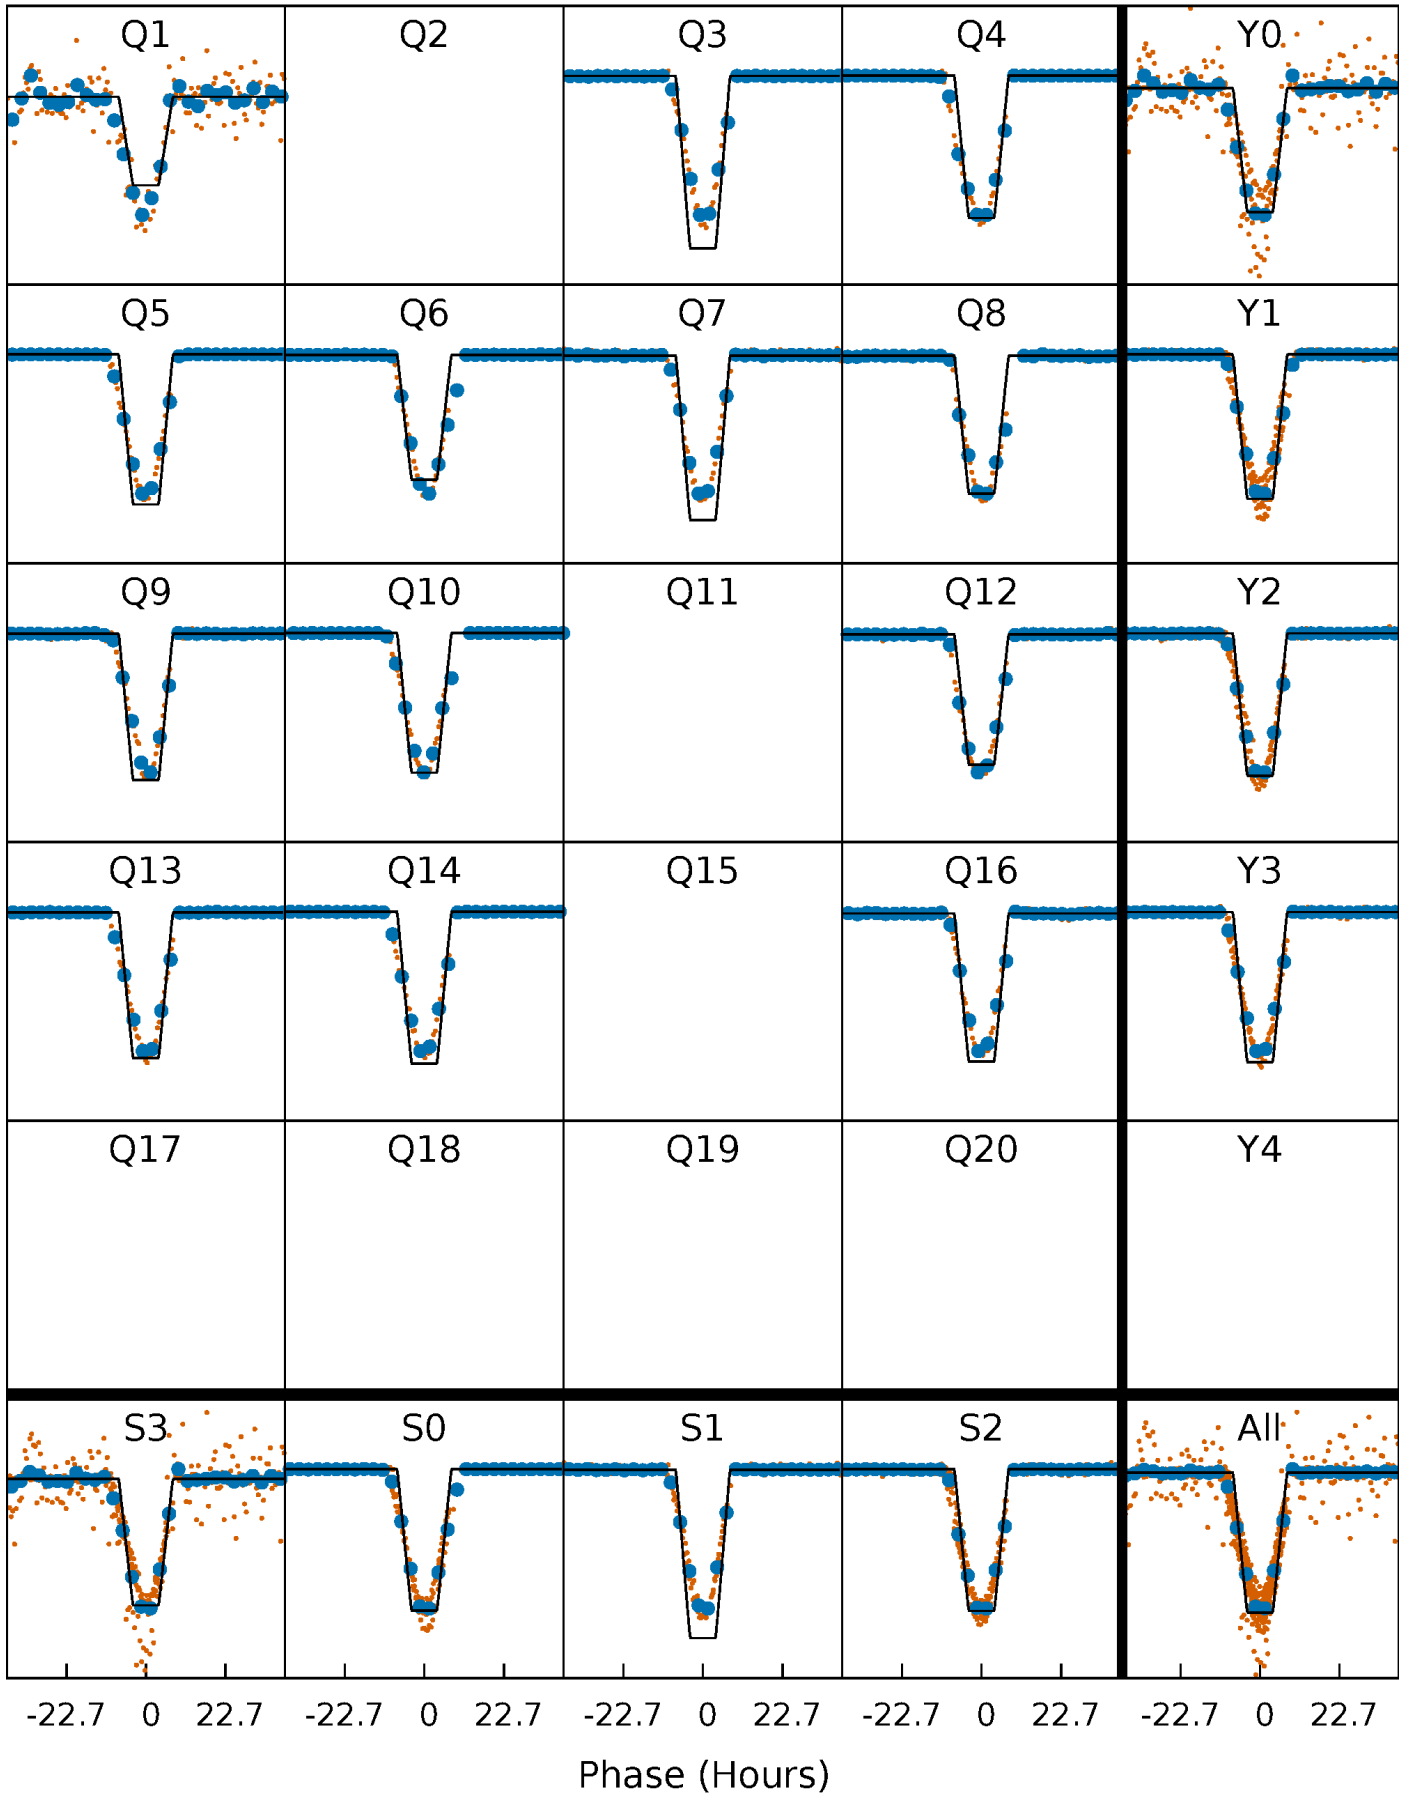 Q1 Q2 Q3 Q4 Y0
Q5 Q6 Q7 Q8 Y1
Q9 Q10 Q11 Q12 Y2
Q13 Q14 Q15 Q16 Y3
Q17 Q18 Q19 Q20 Y4
S3 S0 S1 S2 All
-22.7 0 22.7 -22.7 0 22.7 -22.7 0 22.7 -22.7 0 22.7 -22.7 0 22.7
Phase (Hours)